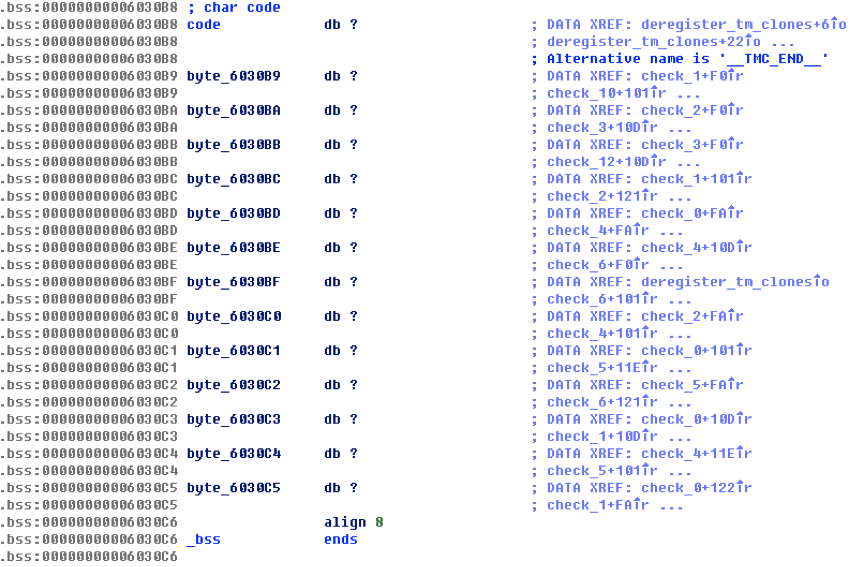 .bss:00000000006030B8 ; char code
.bss:00000000006030B8 code db ? ; DATA XREF: deregister_tm_clones+6↑o
.bss:00000000006030B8 ; deregister_tm_clones+22↑o ...
.bss:00000000006030B8 ; Alternative name is '__TMC_END__'
.bss:00000000006030B9 byte_6030B9 db ? ; DATA XREF: check_1+F0↑r
.bss:00000000006030B9 ; check_10+101↑r ...
.bss:00000000006030BA byte_6030BA db ? ; DATA XREF: check_2+F0↑r
.bss:00000000006030BA ; check_3+10D↑r ...
.bss:00000000006030BB byte_6030BB db ? ; DATA XREF: check_3+F0↑r
.bss:00000000006030BB ; check_12+10D↑r ...
.bss:00000000006030BC byte_6030BC db ? ; DATA XREF: check_1+101↑r
.bss:00000000006030BC ; check_2+121↑r ...
.bss:00000000006030BD byte_6030BD db ? ; DATA XREF: check_0+FA↑r
.bss:00000000006030BD ; check_4+FA↑r ...
.bss:00000000006030BE byte_6030BE db ? ; DATA XREF: check_4+10D↑r
.bss:00000000006030BE ; check_6+F0↑r ...
.bss:00000000006030BF byte_6030BF db ? ; DATA XREF: deregister_tm_clones↑o
.bss:00000000006030BF ; check_6+101↑r ...
.bss:00000000006030C0 byte_6030C0 db ? ; DATA XREF: check_2+FA↑r
.bss:00000000006030C0 ; check_4+101↑r ...
.bss:00000000006030C1 byte_6030C1 db ? ; DATA XREF: check_0+101↑r
.bss:00000000006030C1 ; check_5+11E↑r ...
.bss:00000000006030C2 byte_6030C2 db ? ; DATA XREF: check_5+FA↑r
.bss:00000000006030C2 ; check_6+121↑r ...
.bss:00000000006030C3 byte_6030C3 db ? ; DATA XREF: check_0+10D↑r
.bss:00000000006030C3 ; check_1+10D↑r ...
.bss:00000000006030C4 byte_6030C4 db ? ; DATA XREF: check_4+11E↑r
.bss:00000000006030C4 ; check_5+101↑r ...
.bss:00000000006030C5 byte_6030C5 db ? ; DATA XREF: check_0+122↑r
.bss:00000000006030C5 ; check_1+FA↑r ...
.bss:00000000006030C6 align 8
.bss:00000000006030C6 _bss ends
.bss:00000000006030C6